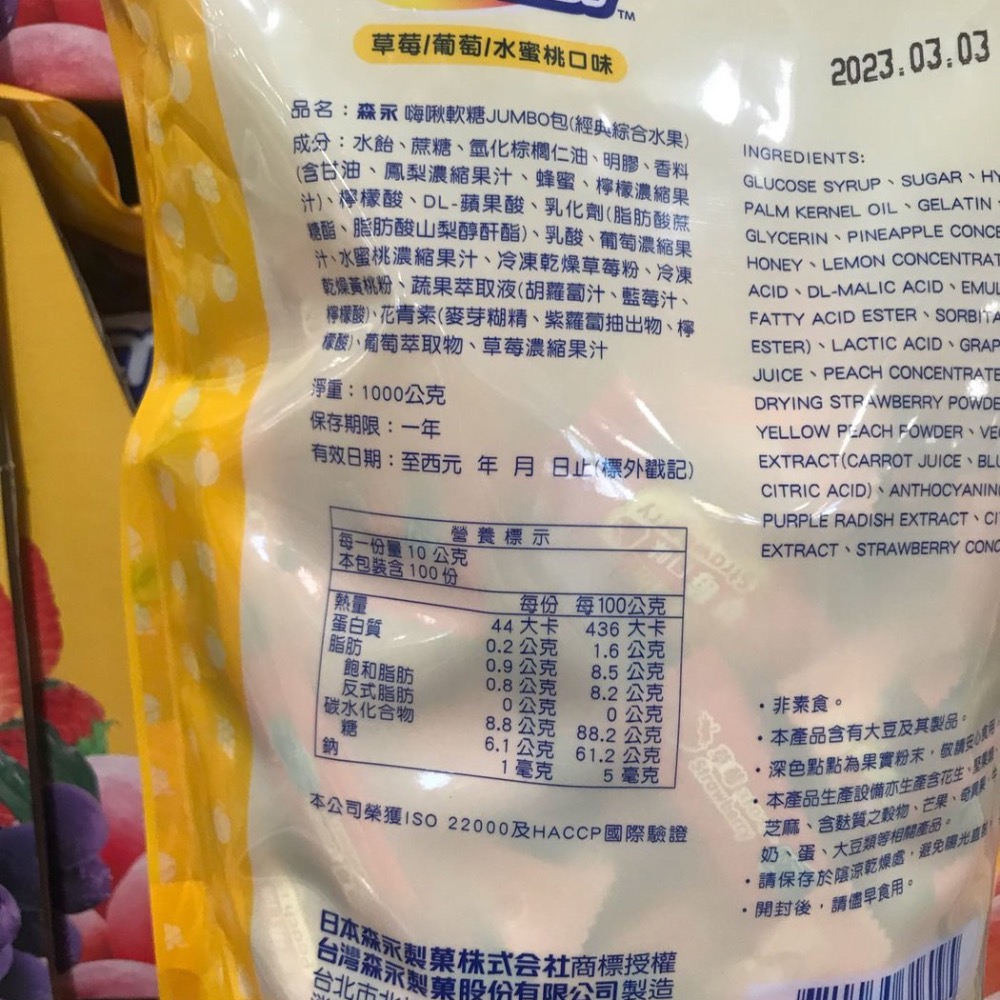 TM
草莓/葡萄/水蜜桃口味
2023.03.03
品名：森永 嗨啾軟糖JUMBO包(經典綜合水果)
成分：水飴、蔗糖、氫化棕櫚仁油、明膠、香料
(含甘油、鳳梨濃縮果汁、蜂蜜、檸檬濃縮果
汁)、檸檬酸、DL-蘋果酸、乳化劑(脂肪酸蔗
糖酯、脂肪酸山梨醇酐酯)、乳酸、葡萄濃縮果
汁、水蜜桃濃縮果汁、冷凍乾燥草莓粉、冷凍
乾燥黃桃粉、蔬果萃取液(胡蘿蔔汁、藍莓汁、
檸檬酸)、花青素(麥芽糊精、紫蘿蔔抽出物、檸
檬酸)、葡萄萃取物、草莓濃縮果汁
淨重：1000公克
保存期限：一年
有效日期：至西元 年 月 日止(標外戳記)
營養標示
每一份量 10 公克
本包裝含 100 份
每份 每100公克
熱量 44 大卡 436 大卡
蛋白質 0.2 公克 1.6 公克
脂肪 0.9 公克 8.5 公克
飽和脂肪 0.8 公克 8.2 公克
反式脂肪 0 公克 0 公克
碳水化合物 8.8 公克 88.2 公克
糖 6.1 公克 61.2 公克
鈉 1 毫克 5 毫克
本公司榮獲ISO 22000及HACCP國際驗證
日本森永製菓株式会社商標授權
台灣森永製菓股份有限公司製造
台北市北
INGREDIENTS:
GLUCOSE SYRUP、SUGAR、HY
PALM KERNEL OIL、GELATIN
GLYCERIN、PINEAPPLE CONCE
HONEY、LEMON CONCENTRAT
ACID、DL-MALIC ACID、EMUL
FATTY ACID ESTER、SORBITA
ESTER)、LACTIC ACID、GRAP
JUICE、PEACH CONCENTRATE
DRYING STRAWBERRY POWDE
YELLOW PEACH POWDER、VE
EXTRACT(CARROT JUICE、BLU
CITRIC ACID)、ANTHOCYANIN
PURPLE RADISH EXTRACT、CI
EXTRACT、STRAWBERRY CONC
・非素食。
・本產品含有大豆及其製品。
・深色點點為果實粉末，敬請安心食用
・本產品生產設備亦生產含花生、堅果
芝麻、含麩質之穀物、芒果、奇異果、
奶、蛋、大豆類等相關產品。
・請保存於陰涼乾燥處，避免陽光直
・開封後，請儘早食用。
Strawberry